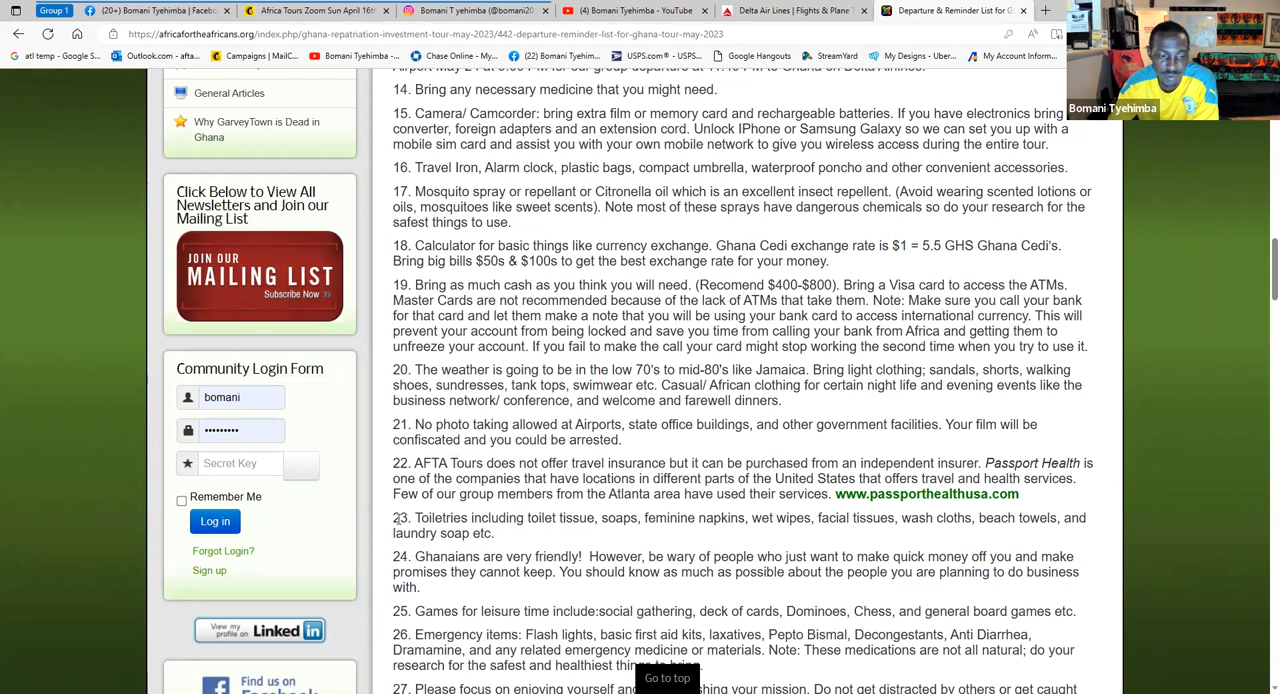 Group 1
(20+) Bomani Tyehimba | Facebo
Africa Tours Zoom Sun April 16th
Bomani T yehimba (@bomani20
(4) Bomani Tyehimba - YouTube
Delta Air Lines | Flights & Plane T
Departure & Reminder List for G
https://africafortheafricans.org/index.php/ghana-repatriation-investment-tour-may-2023/442-departure-reminder-list-for-ghana-tour-may-2023
atl temp - Google S...
Outlook.com - afta...
Campaigns | MailC...
Bomani Tyehimba -...
Chase Online - My...
(22) Bomani Tyehim...
USPS.com® - USPS...
Google Hangouts
StreamYard
My Designs - Uber...
My Account Inform...
Bomani Tyehimba
General Articles
Why GarveyTown is Dead in
Ghana
Click Below to View All
Newsletters and Join our
Mailing List
JOIN OUR
MAILING LIST
Subscribe Now »
Community Login Form
bomani
•••••••••
Secret Key
Remember Me
Log in
Forgot Login?
Sign up
View my
profile on
Linked in
Find us on
14. Bring any necessary medicine that you might need.
15. Camera/ Camcorder: bring extra film or memory card and rechargeable batteries. If you have electronics bring
converter, foreign adapters and an extension cord. Unlock IPhone or Samsung Galaxy so we can set you up with a
mobile sim card and assist you with your own mobile network to give you wireless access during the entire tour.
16. Travel Iron, Alarm clock, plastic bags, compact umbrella, waterproof poncho and other convenient accessories.
17. Mosquito spray or repellant or Citronella oil which is an excellent insect repellent. (Avoid wearing scented lotions or
oils, mosquitoes like sweet scents). Note most of these sprays have dangerous chemicals so do your research for the
safest things to use.
18. Calculator for basic things like currency exchange. Ghana Cedi exchange rate is $1 = 5.5 GHS Ghana Cedi's.
Bring big bills $50s & $100s to get the best exchange rate for your money.
19. Bring as much cash as you think you will need. (Recomend $400-$800). Bring a Visa card to access the ATMs.
Master Cards are not recommended because of the lack of ATMs that take them. Note: Make sure you call your bank
for that card and let them make a note that you will be using your bank card to access international currency. This will
prevent your account from being locked and save you time from calling your bank from Africa and getting them to
unfreeze your account. If you fail to make the call your card might stop working the second time when you try to use it.
20. The weather is going to be in the low 70's to mid-80's like Jamaica. Bring light clothing; sandals, shorts, walking
shoes, sundresses, tank tops, swimwear etc. Casual/ African clothing for certain night life and evening events like the
business network/ conference, and welcome and farewell dinners.
21. No photo taking allowed at Airports, state office buildings, and other government facilities. Your film will be
confiscated and you could be arrested.
22. AFTA Tours does not offer travel insurance but it can be purchased from an independent insurer. Passport Health is
one of the companies that have locations in different parts of the United States that offers travel and health services.
Few of our group members from the Atlanta area have used their services. www.passporthealthusa.com
23. Toiletries including toilet tissue, soaps, feminine napkins, wet wipes, facial tissues, wash cloths, beach towels, and
laundry soap etc.
24. Ghanaians are very friendly! However, be wary of people who just want to make quick money off you and make
promises they cannot keep. You should know as much as possible about the people you are planning to do business
with.
25. Games for leisure time include:social gathering, deck of cards, Dominoes, Chess, and general board games etc.
26. Emergency items: Flash lights, basic first aid kits, laxatives, Pepto Bismal, Decongestants, Anti Diarrhea,
Dramamine, and any related emergency medicine or materials. Note: These medications are not all natural; do your
research for the safest and healthiest things to bring.
27. Please focus on enjoying yourself and hing your mission. Do not get distracted by others or get caught
Go to top